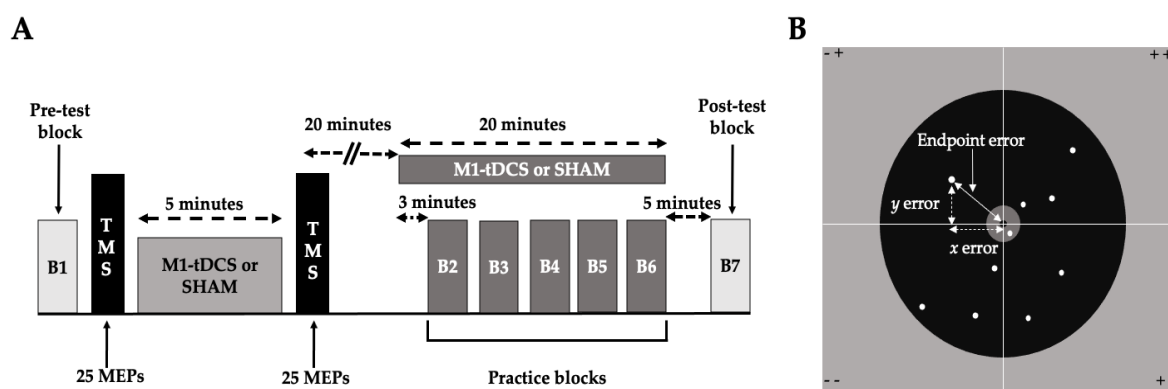 A
B
Pre-test
block
20 minutes
20 minutes
Post-test
block
M1-tDCS or SHAM
5 minutes
3 minutes
5 minutes
B1
TMS
M1-tDCS or
SHAM
TMS
B2
B3
B4
B5
B6
B7
25 MEPs
25 MEPs
Practice blocks
- +
++
Endpoint error
y error
x error
- -
+